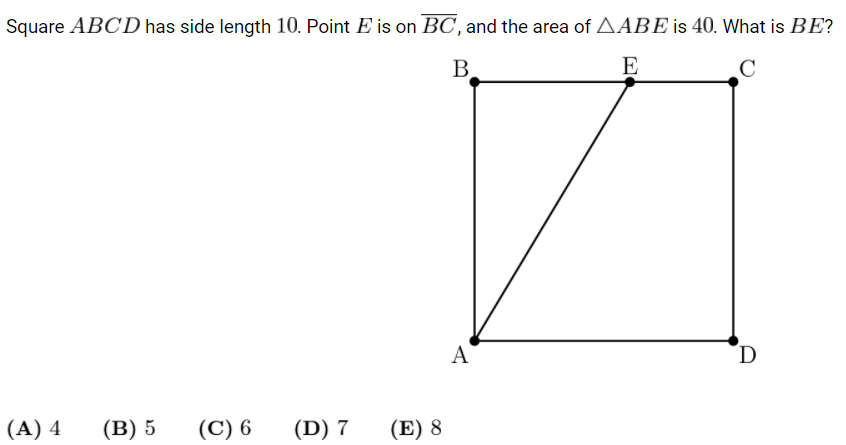 Square ABCD has side length 10. Point E is on \overline{BC}, and the area of △ABE is 40. What is BE?
B E C
A D
(A) 4 (B) 5 (C) 6 (D) 7 (E) 8